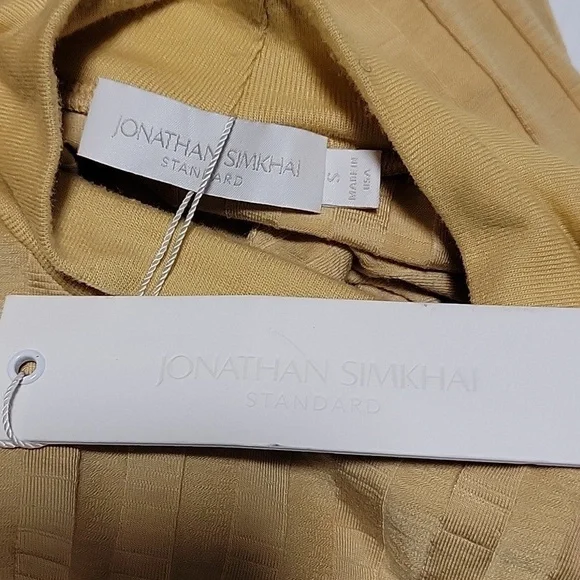 JONATHAN SIMKHAI
STANDARD
S
MADE IN
USA
JONATHAN SIMKHAI
STANDARD